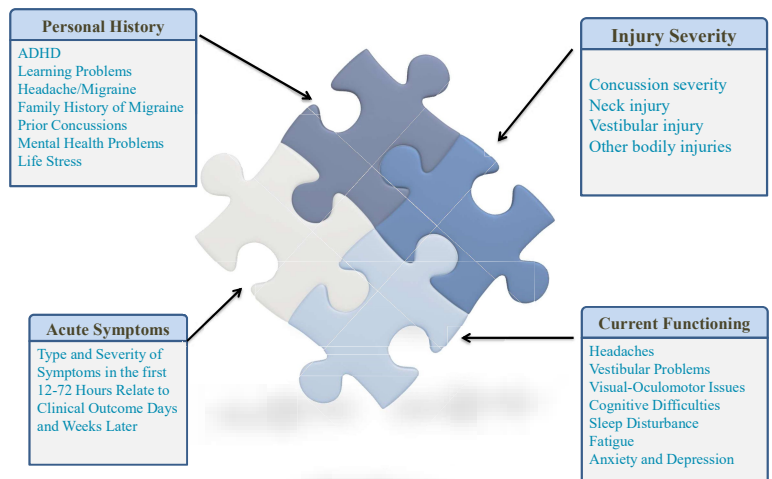 Personal History
ADHD
Learning Problems
Headache/Migraine
Family History of Migraine
Prior Concussions
Mental Health Problems
Life Stress
Injury Severity
Concussion severity
Neck injury
Vestibular injury
Other bodily injuries
Acute Symptoms
Type and Severity of
Symptoms in the first
12-72 Hours Relate to
Clinical Outcome Days
and Weeks Later
Current Functioning
Headaches
Vestibular Problems
Visual-Oculomotor Issues
Cognitive Difficulties
Sleep Disturbance
Fatigue
Anxiety and Depression